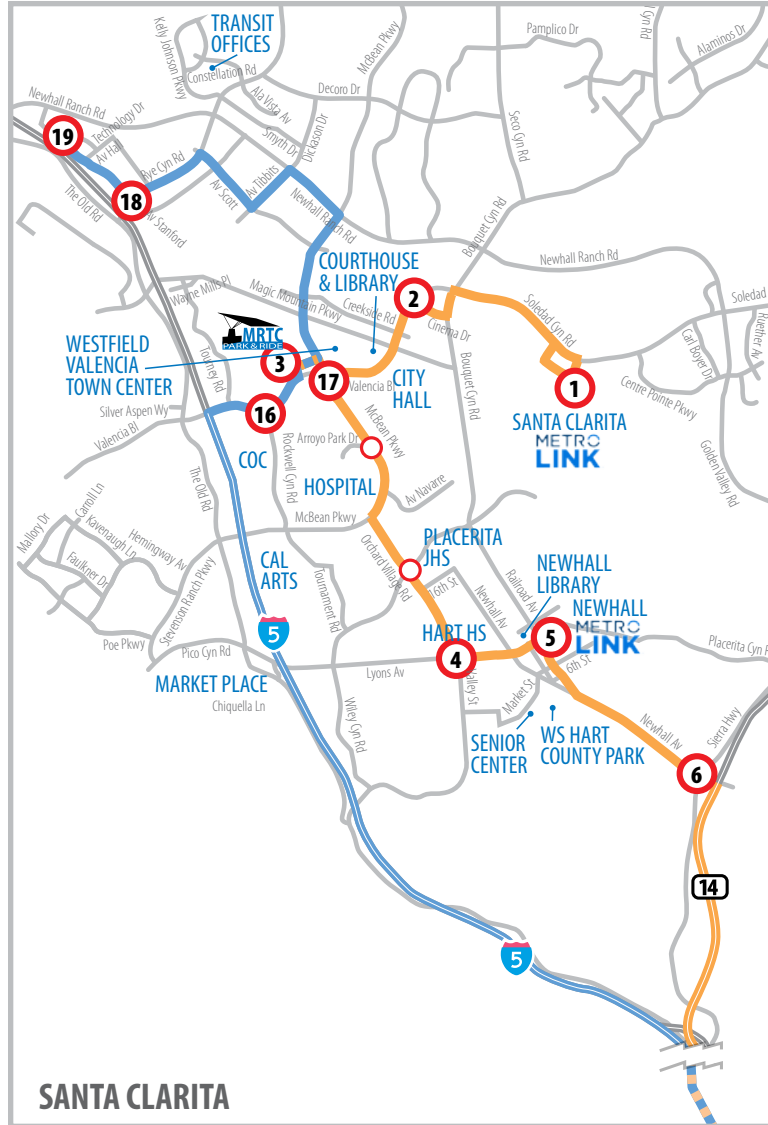 TRANSIT
OFFICES
Kelly Johnson Pkwy
Constellation Rd
McBean Pkwy
Pamplico Dr
Alaminos Dr
Decoro Dr
Ala Vista Av
Smyth Dr
Dickason Dr
Seco Cyn Rd
Newhall Ranch Rd
Technology Dr
Av Hall
19
Rye Cyn Rd
18
Av Stanford
The Old Rd
Av Scott
Av Tibbits
Newhall Ranch Rd
Bouquet Cyn Rd
Newhall Ranch Rd
COURTHOUSE
& LIBRARY
Wayne Mills Pl
Magic Mountain Pkwy
Creekside Rd
2
Cinema Dr
Soledad Cyn Rd
Soledad
Ruether Av
Carl Boyer Dr
MRTC
PARK & RIDE
WESTFIELD
VALENCIA
TOWN CENTER
3
17
Valencia Bl
CITY
HALL
Bouquet Cyn Rd
1
Centre Pointe Pkwy
SANTA CLARITA
METRO
LINK
Golden Valley Rd
Tourney Rd
Silver Aspen Wy
Valencia Bl
16
COC
Rockwell Cyn Rd
Arroyo Park Dr
McBean Pkwy
HOSPITAL
Av Navarre
McBean Pkwy
The Old Rd
Mallory Dr
Carroll Ln
Kavenaugh Ln
Hemingway Av
Faulkner Dr
Stevenson Ranch Pkwy
Poe Pkwy
CAL
ARTS
Tournament Rd
Orchard Village Rd
PLACERITA
JHS
16th St
Newhall Av
Railroad Av
NEWHALL
LIBRARY
NEWHALL
METRO
LINK
5
HART HS
4
5
6th St
Placerita Cyn
Pico Cyn Rd
Lyons Av
MARKET PLACE
Chiquella Ln
Wiley Cyn Rd
Valley St
Market St
SENIOR
CENTER
WS HART
COUNTY PARK
Newhall Av
Sierra Hwy
6
14
5
SANTA CLARITA